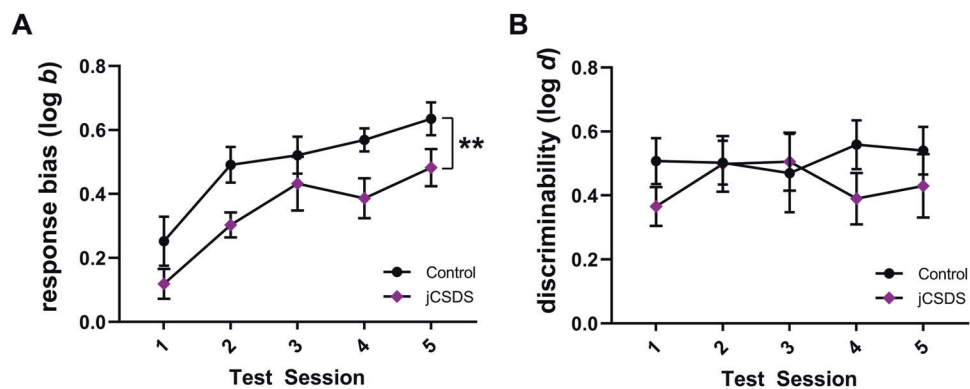 A
response bias (log b)
0.8
0.6
0.4
0.2
0.0
**
Control
jCSDS
1
2
3
4
5
Test Session
B
discriminability (log d)
0.8
0.6
0.4
0.2
0.0
Control
jCSDS
1
2
3
4
5
Test Session